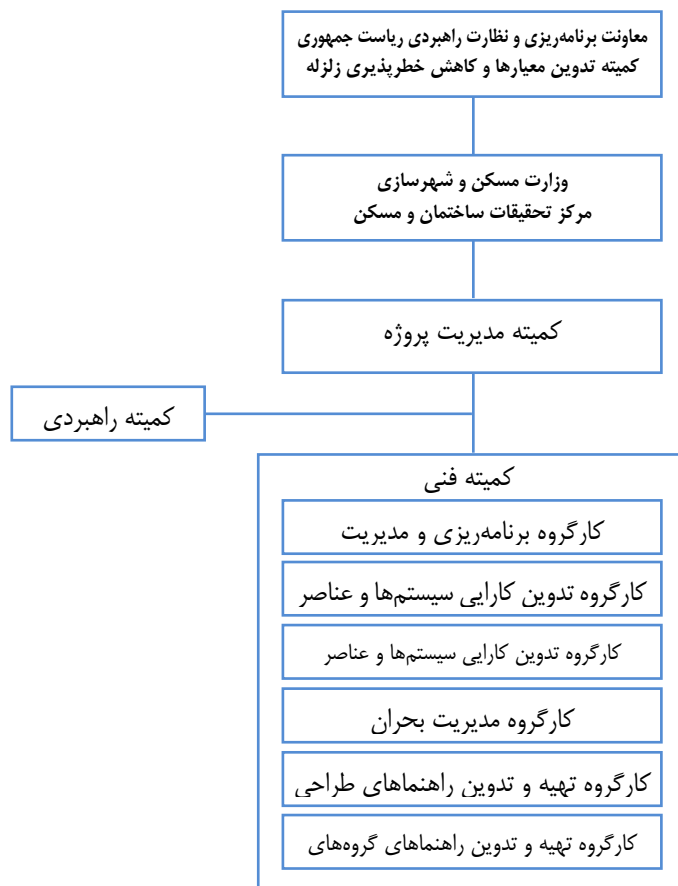 معاونت برنامه‌ریزی و نظارت راهبردی ریاست جمهوری
کمیته تدوین معیارها و کاهش خطرپذیری زلزله
وزارت مسکن و شهرسازی
مرکز تحقیقات ساختمان و مسکن
کمیته مدیریت پروژه
کمیته راهبردی
کمیته فنی
کارگروه برنامه‌ریزی و مدیریت
کارگروه تدوین کارایی سیستم‌ها و عناصر
کارگروه تدوین کارایی سیستم‌ها و عناصر
کارگروه مدیریت بحران
کارگروه تهیه و تدوین راهنماهای طراحی
کارگروه تهیه و تدوین راهنماهای گروه‌های